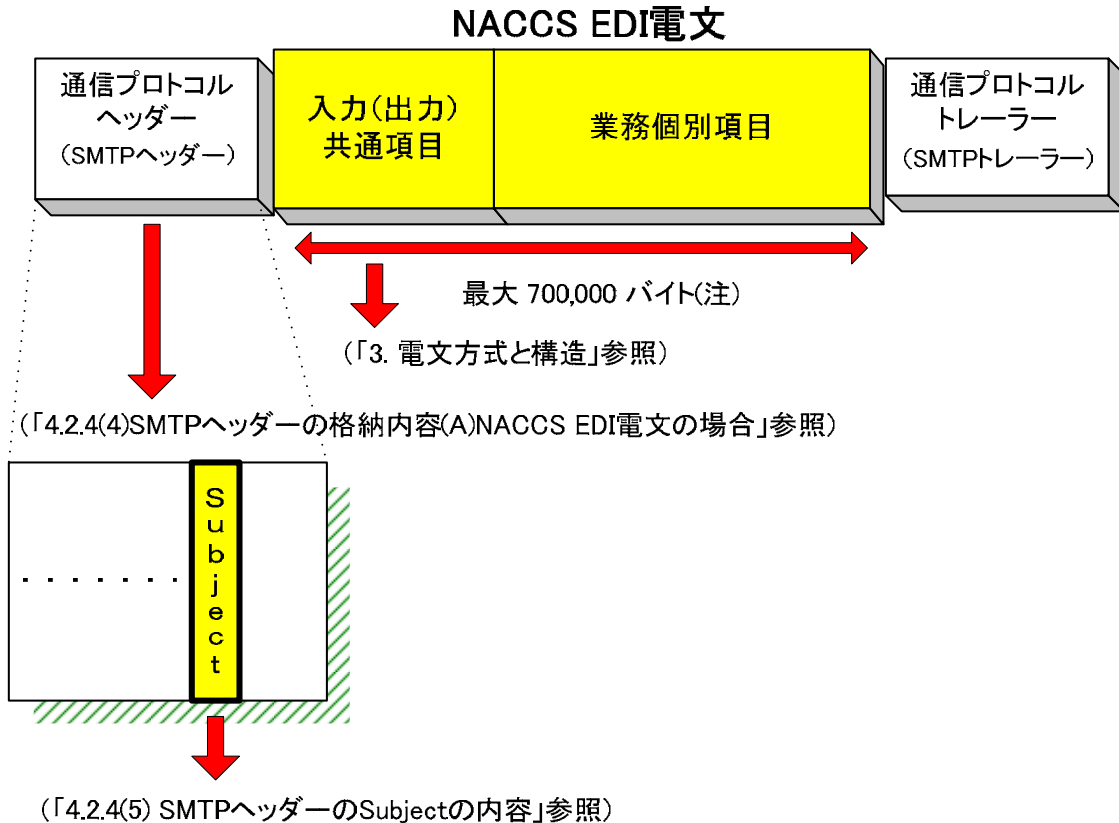 NACCS EDI電文
通信プロトコル
ヘッダー
(SMTPヘッダー)
入力(出力)
共通項目
業務個別項目
通信プロトコル
トレーラー
(SMTPトレーラー)
最大 700,000 バイト(注)
(「3. 電文方式と構造」参照)
(「4.2.4(4)SMTPヘッダーの格納内容(A)NACCS EDI電文の場合」参照)
・・・・・・・
Subject
(「4.2.4(5) SMTPヘッダーのSubjectの内容」参照)